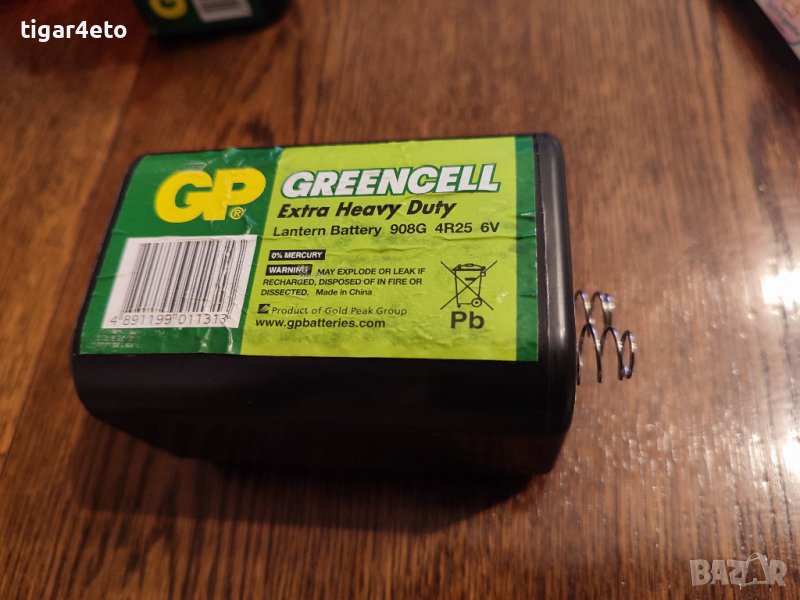 tigar4eto
GP
GP®
GREENCELL
Extra Heavy Duty
Lantern Battery 908G 4R25 6V
0% MERCURY
WARNING MAY EXPLODE OR LEAK IF
RECHARGED, DISPOSED OF IN FIRE OR
DISSECTED. Made in China
Product of Gold Peak Group
www.gpbatteries.com
Pb
4 891199 011313
BAZAR